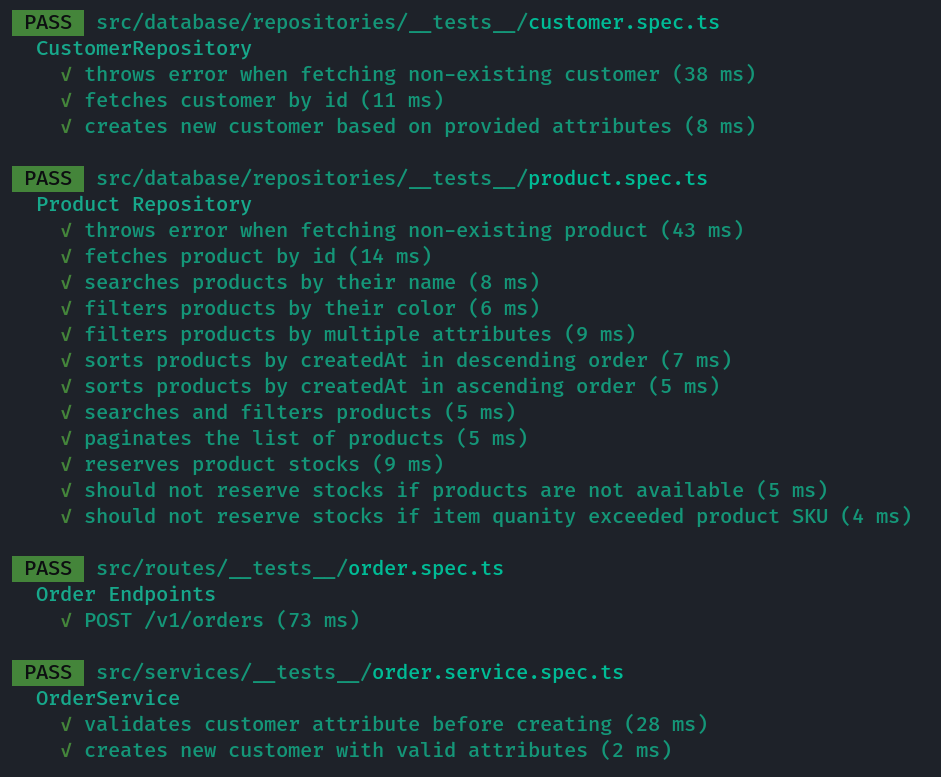 PASS src/database/repositories/__tests__/customer.spec.ts
CustomerRepository
√ throws error when fetching non-existing customer (38 ms)
√ fetches customer by id (11 ms)
√ creates new customer based on provided attributes (8 ms)
PASS src/database/repositories/__tests__/product.spec.ts
Product Repository
√ throws error when fetching non-existing product (43 ms)
√ fetches product by id (14 ms)
√ searches products by their name (8 ms)
√ filters products by their color (6 ms)
√ filters products by multiple attributes (9 ms)
√ sorts products by createdAt in descending order (7 ms)
√ sorts products by createdAt in ascending order (5 ms)
√ searches and filters products (5 ms)
√ paginates the list of products (5 ms)
√ reserves product stocks (9 ms)
√ should not reserve stocks if products are not available (5 ms)
√ should not reserve stocks if item quanity exceeded product SKU (4 ms)
PASS src/routes/__tests__/order.spec.ts
Order Endpoints
√ POST /v1/orders (73 ms)
PASS src/services/__tests__/order.service.spec.ts
OrderService
√ validates customer attribute before creating (28 ms)
√ creates new customer with valid attributes (2 ms)